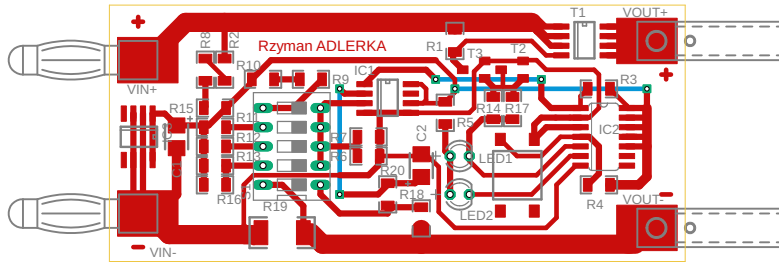 T1
VOUT+
R8
R2
Rzyman ADLERKA
R1
T3
T2
+
VIN+
R10
IC1
R9
R3
+
R15
R14
R17
R11
R5
IC2
R12
R7
C2
R13
R6
LED1
R20
R16
R19
R18
LED2
R4
VOUT-
VIN-